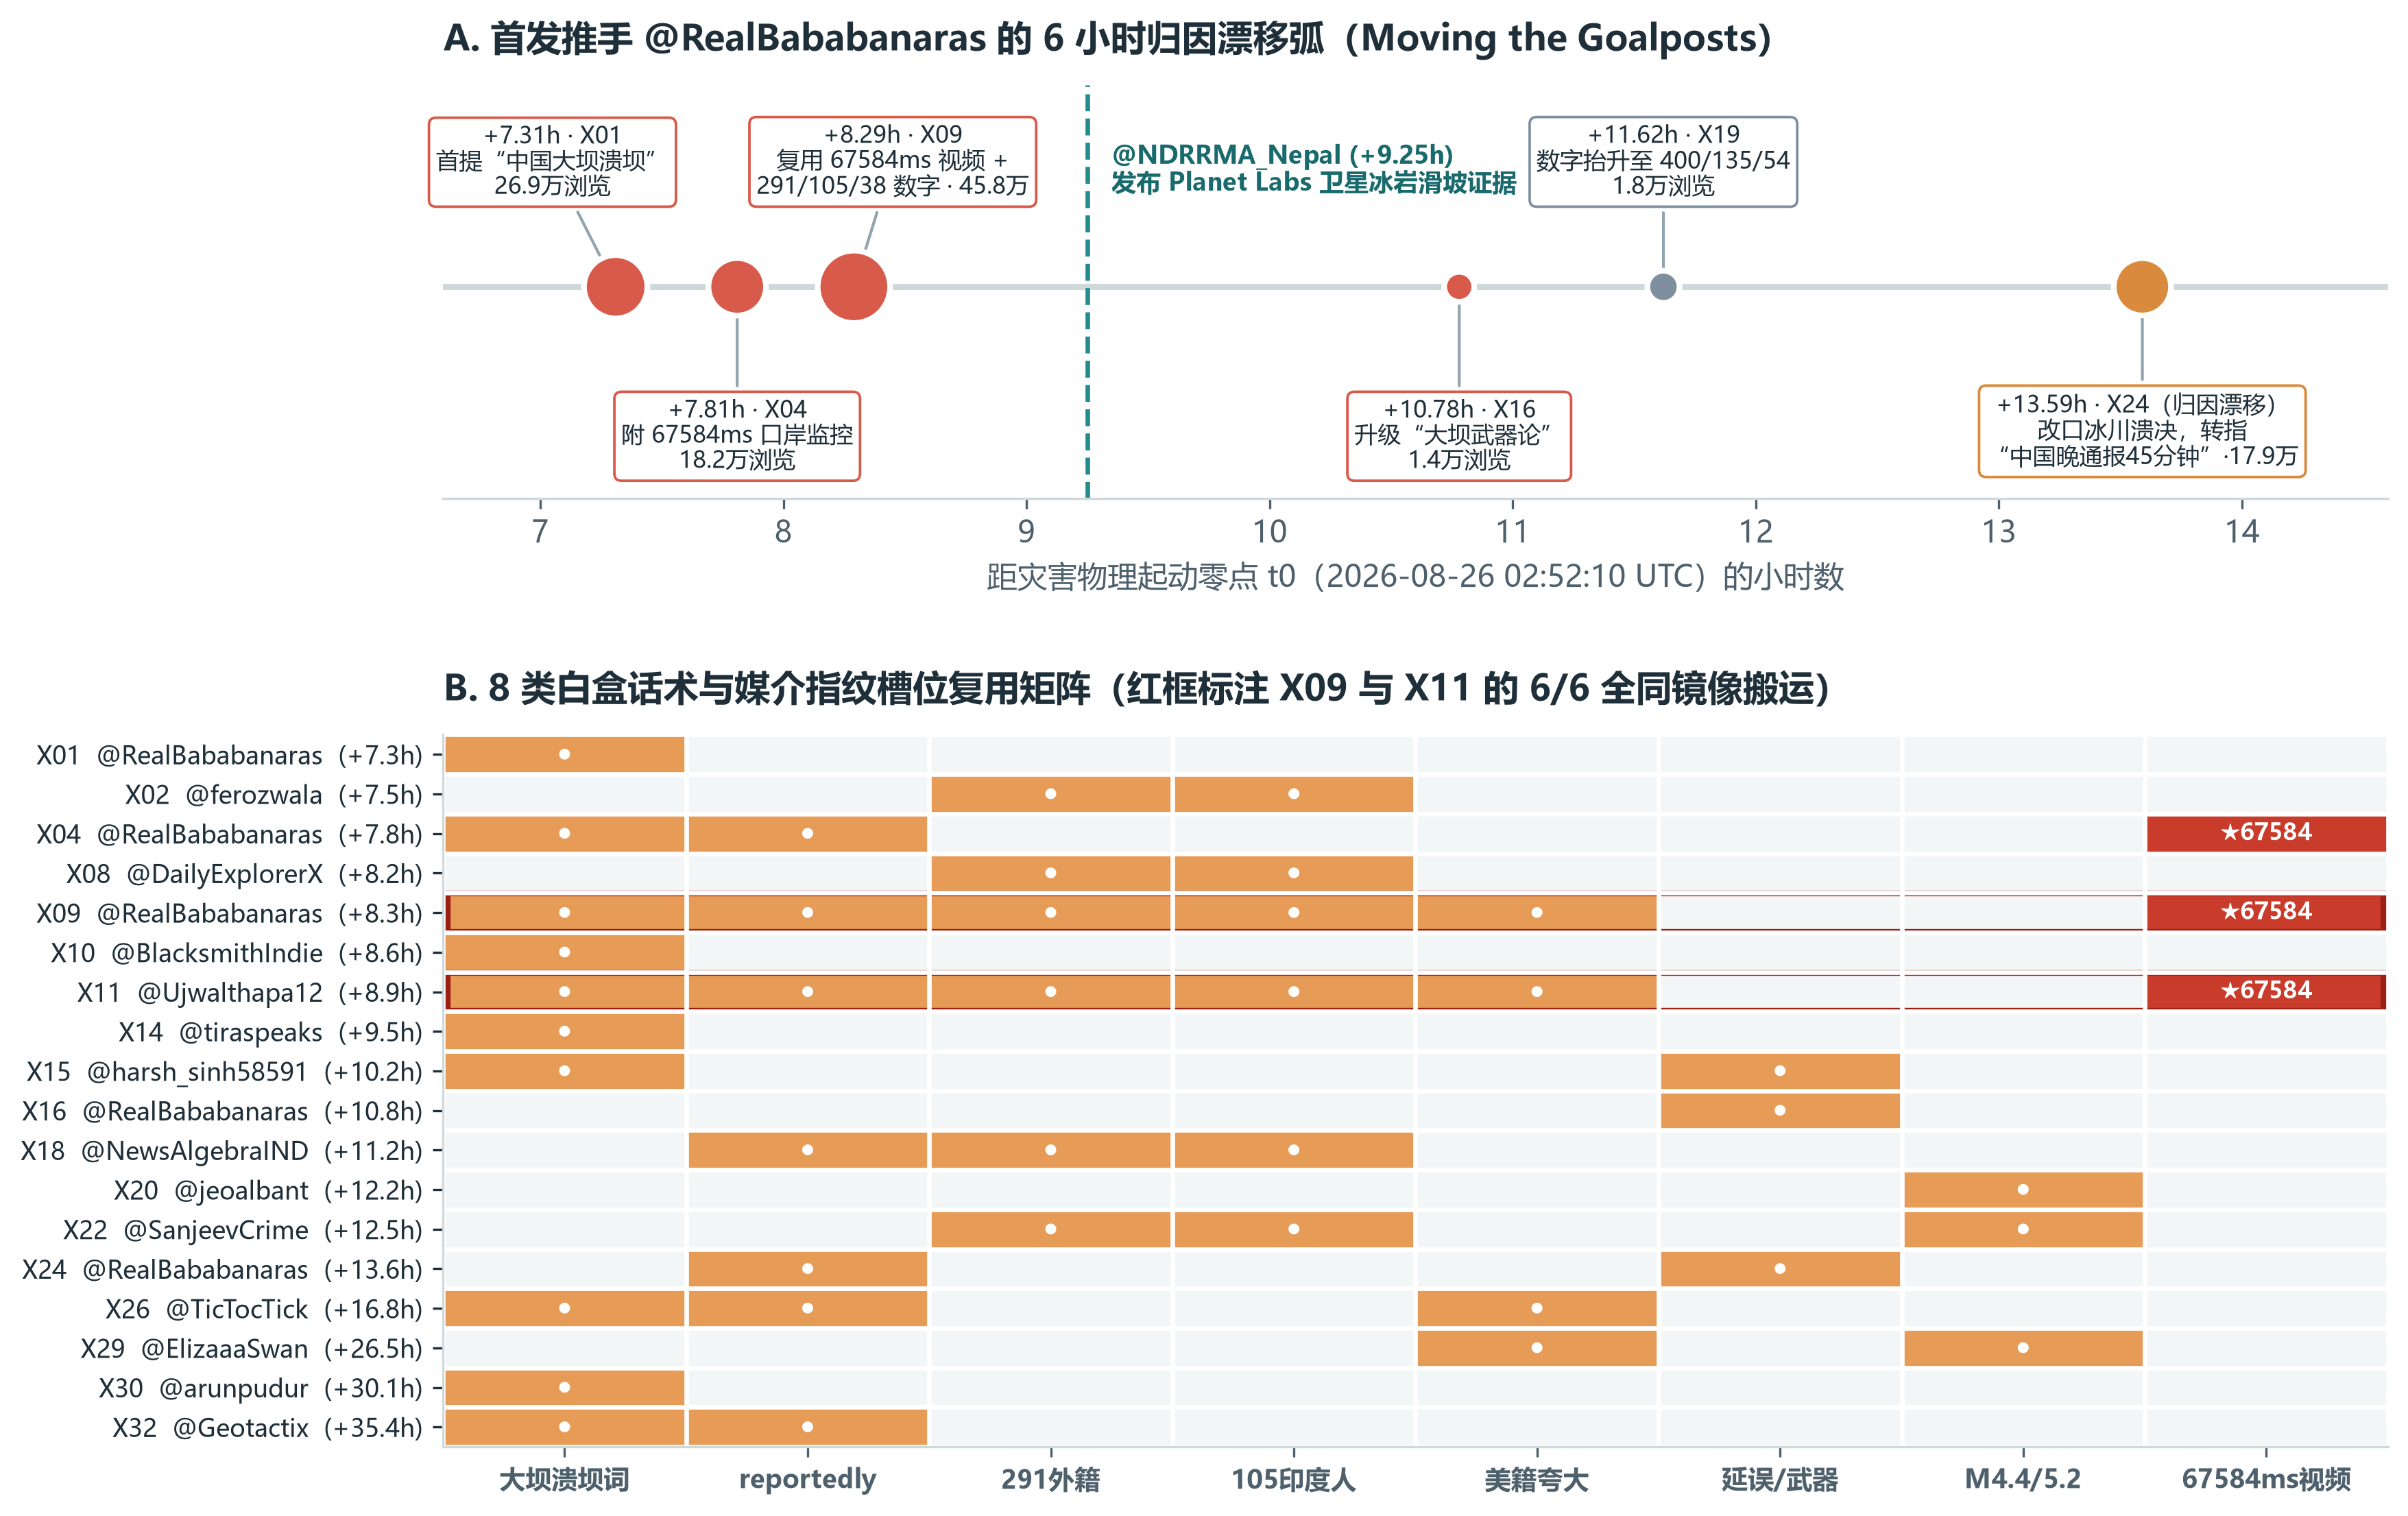 A. 首发推手 @RealBababanaras 的 6 小时归因漂移弧（Moving the Goalposts）
+7.31h · X01
首提“中国大坝溃坝”
26.9万浏览
+8.29h · X09
复用 67584ms 视频 +
291/105/38 数字 · 45.8万
@NDRRMA_Nepal (+9.25h)
发布 Planet Labs 卫星冰岩滑坡证据
+11.62h · X19
数字抬升至 400/135/54
1.8万浏览
+7.81h · X04
附 67584ms 口岸监控
18.2万浏览
+10.78h · X16
升级“大坝武器论”
1.4万浏览
+13.59h · X24（归因漂移）
改口冰川溃决，转指
“中国晚通报45分钟”·17.9万
7 8 9 10 11 12 13 14
距灾害物理起动零点 t0（2026-08-26 02:52:10 UTC）的小时数
B. 8 类白盒话术与媒介指纹槽位复用矩阵（红框标注 X09 与 X11 的 6/6 全同镜像搬运）
X01 @RealBababanaras (+7.3h)
X02 @ferozwala (+7.5h)
X04 @RealBababanaras (+7.8h) ★67584
X08 @DailyExplorerX (+8.2h)
X09 @RealBababanaras (+8.3h) ★67584
X10 @BlacksmithIndie (+8.6h)
X11 @Ujwalthapa12 (+8.9h) ★67584
X14 @tiraspeaks (+9.5h)
X15 @harsh_sinh58591 (+10.2h)
X16 @RealBababanaras (+10.8h)
X18 @NewsAlgebraIND (+11.2h)
X20 @jeoalbant (+12.2h)
X22 @SanjeevCrime (+12.5h)
X24 @RealBababanaras (+13.6h)
X26 @TicTocTick (+16.8h)
X29 @ElizaaaSwan (+26.5h)
X30 @arunpudur (+30.1h)
X32 @Geotactix (+35.4h)
大坝溃坝词 reportedly 291外籍 105印度人 美籍夸大 延误/武器 M4.4/5.2 67584ms视频